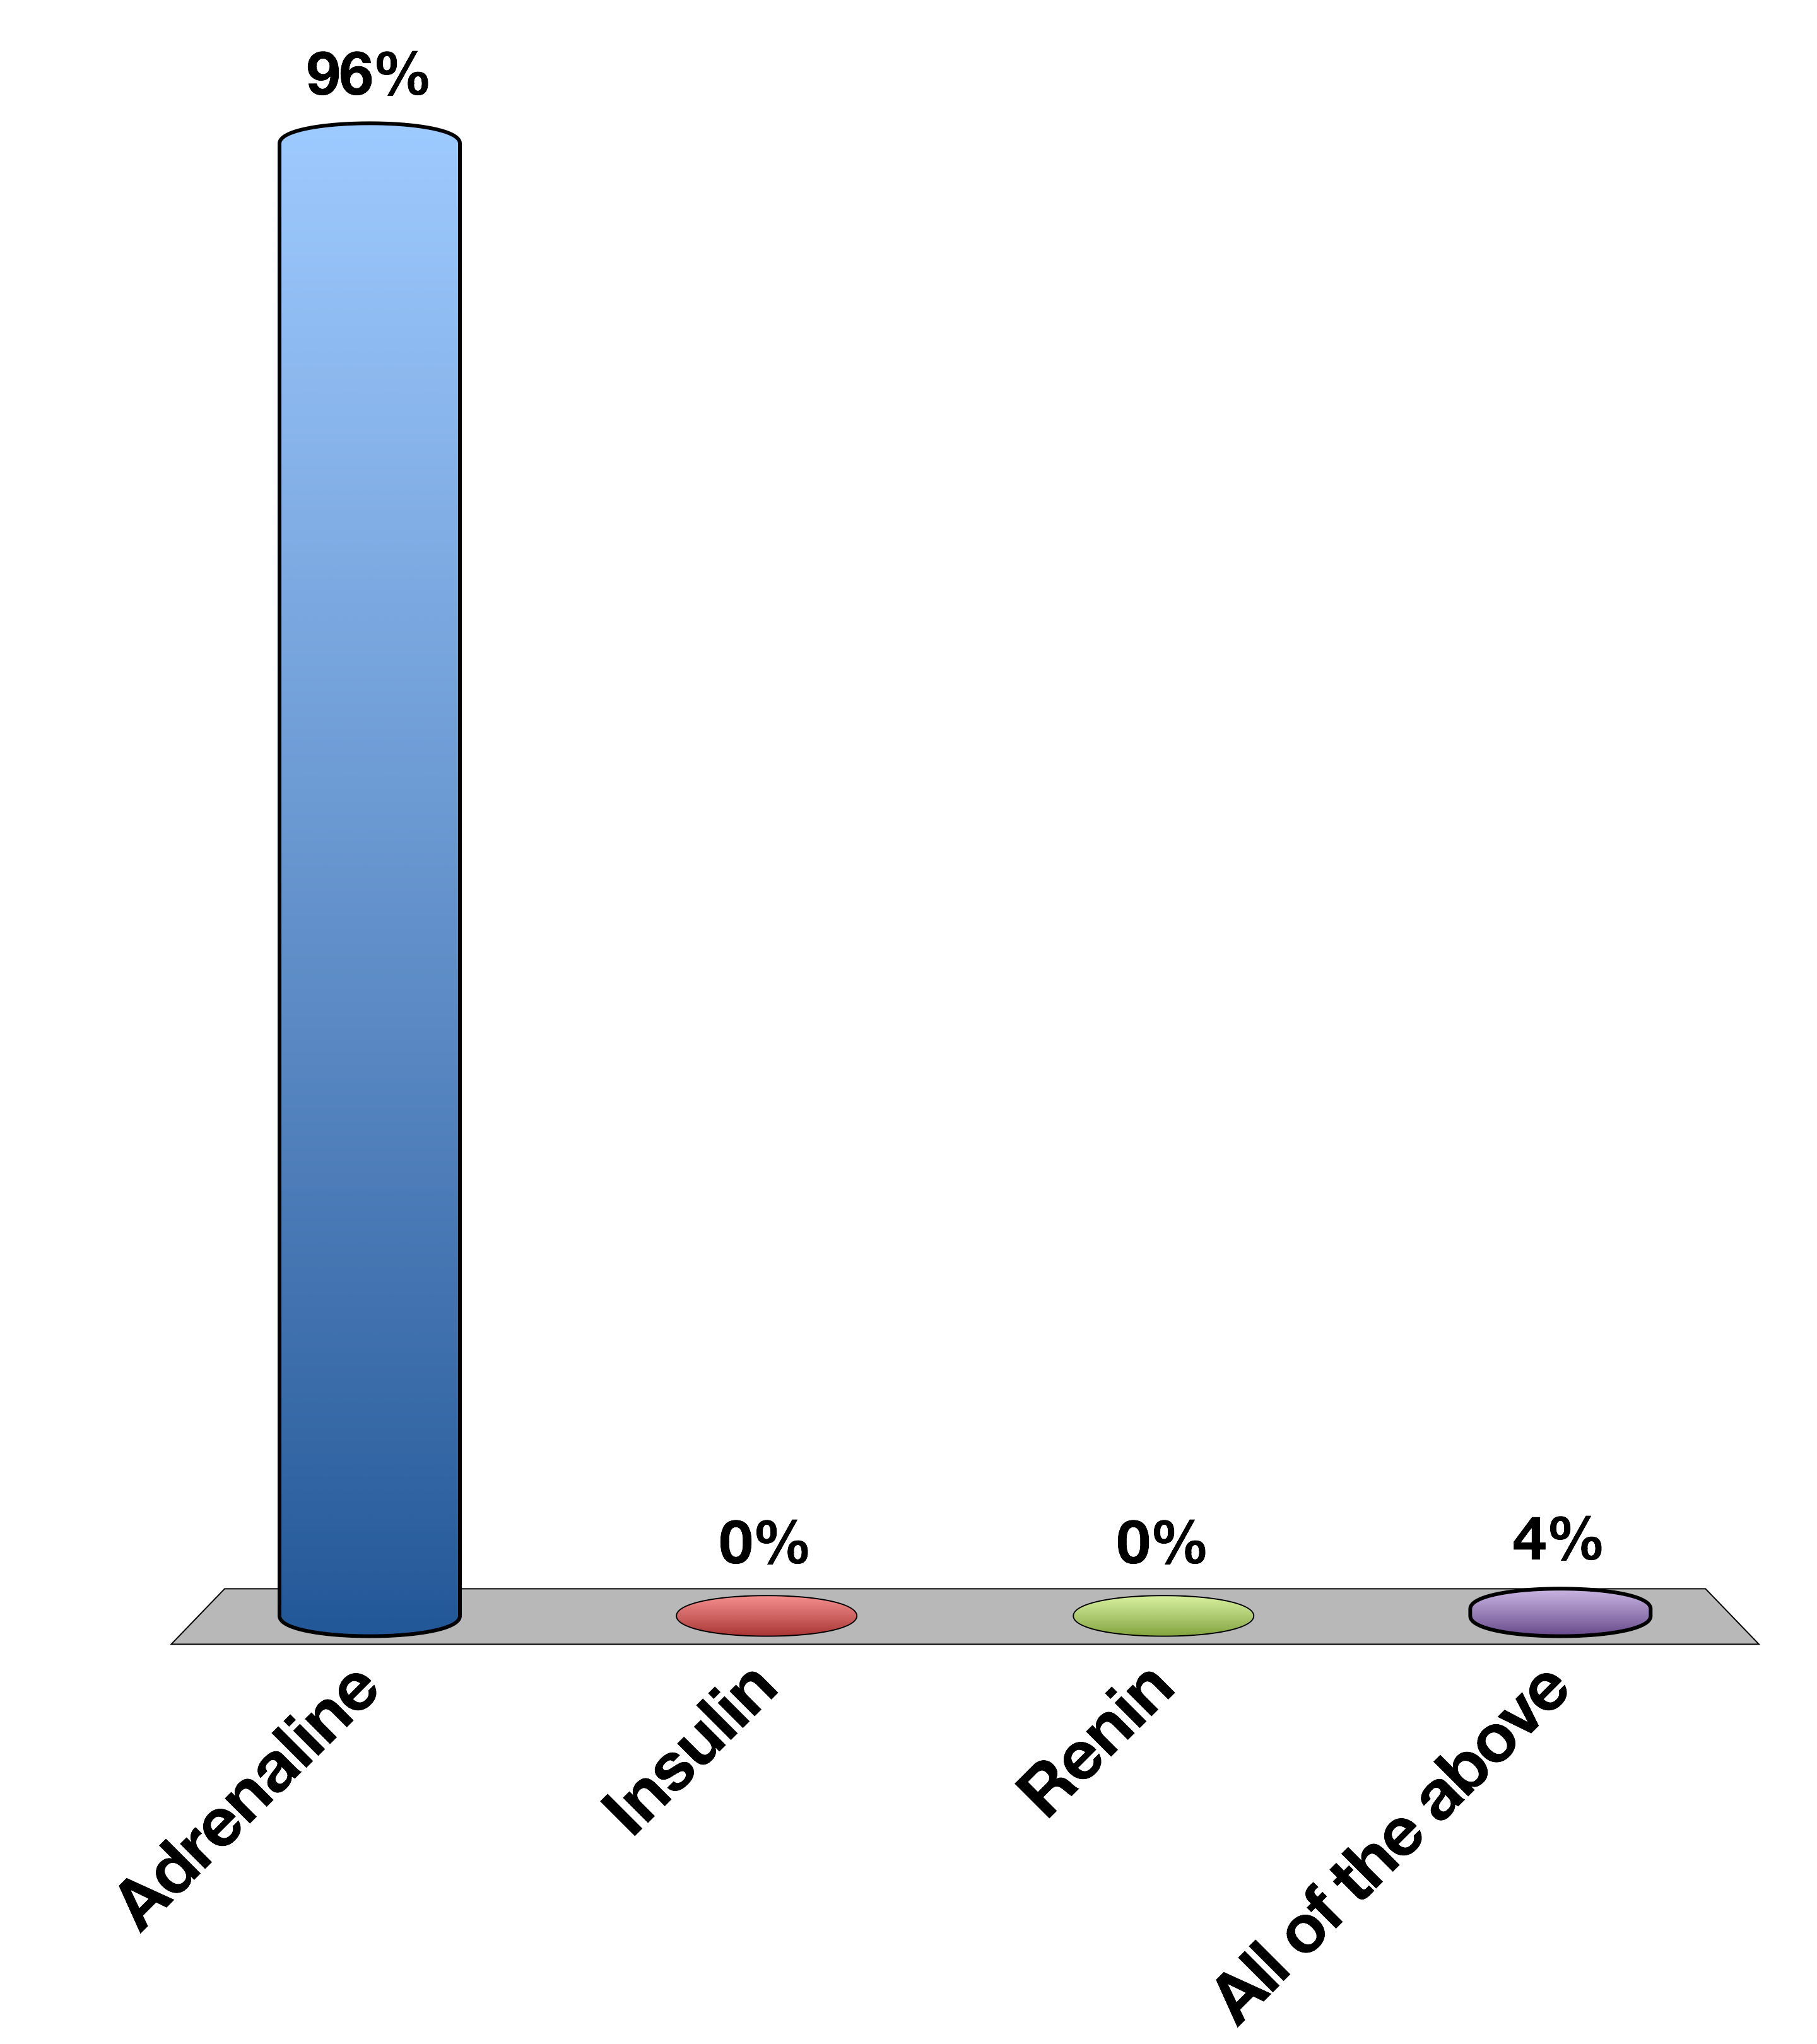 96%
0%
0%
4%
Adrenaline
Insulin
Renin
All of the above